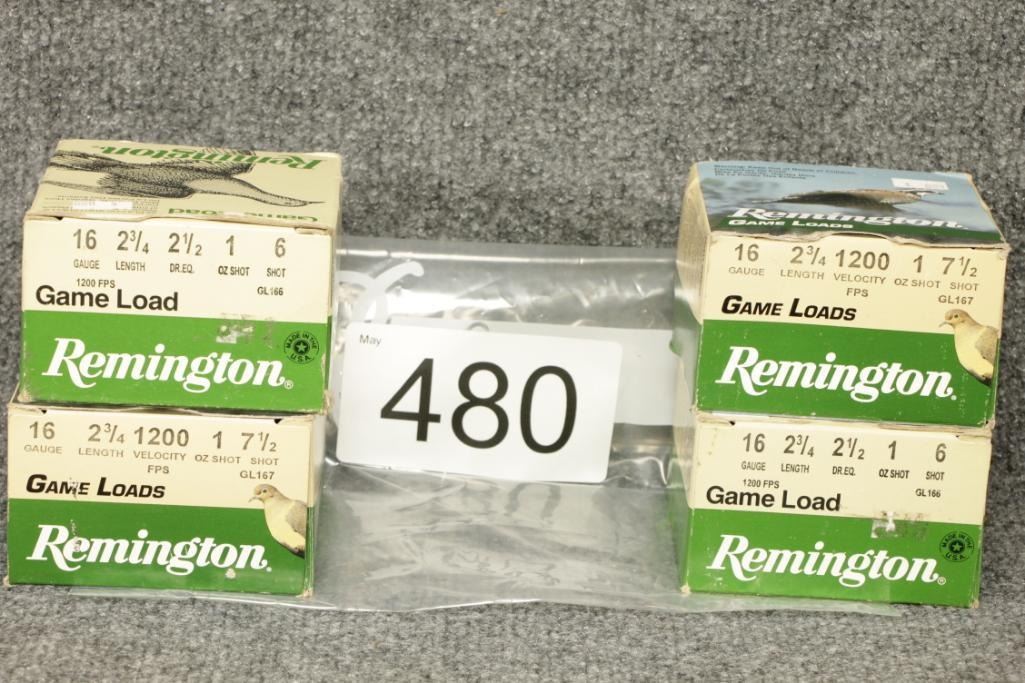 Remington
Game Load
16 2¾ 2½ 1 6
GAUGE LENGTH DR.EQ. OZ SHOT SHOT
1200 FPS GL166
Game Load
Remington®
MADE IN THE U.S.A.
16 2¾ 1200 1 7½
GAUGE LENGTH VELOCITY OZ SHOT SHOT
FPS GL167
GAME LOADS
Remington
May
480
Remington
GAME LOADS
16 2¾ 1200 1 7½
GAUGE LENGTH VELOCITY OZ SHOT SHOT
FPS GL167
GAME LOADS
Remington.
16 2¾ 2½ 1 6
GAUGE LENGTH DR.EQ. OZ SHOT SHOT
1200 FPS GL166
Game Load
Remington®
MADE IN THE U.S.A.